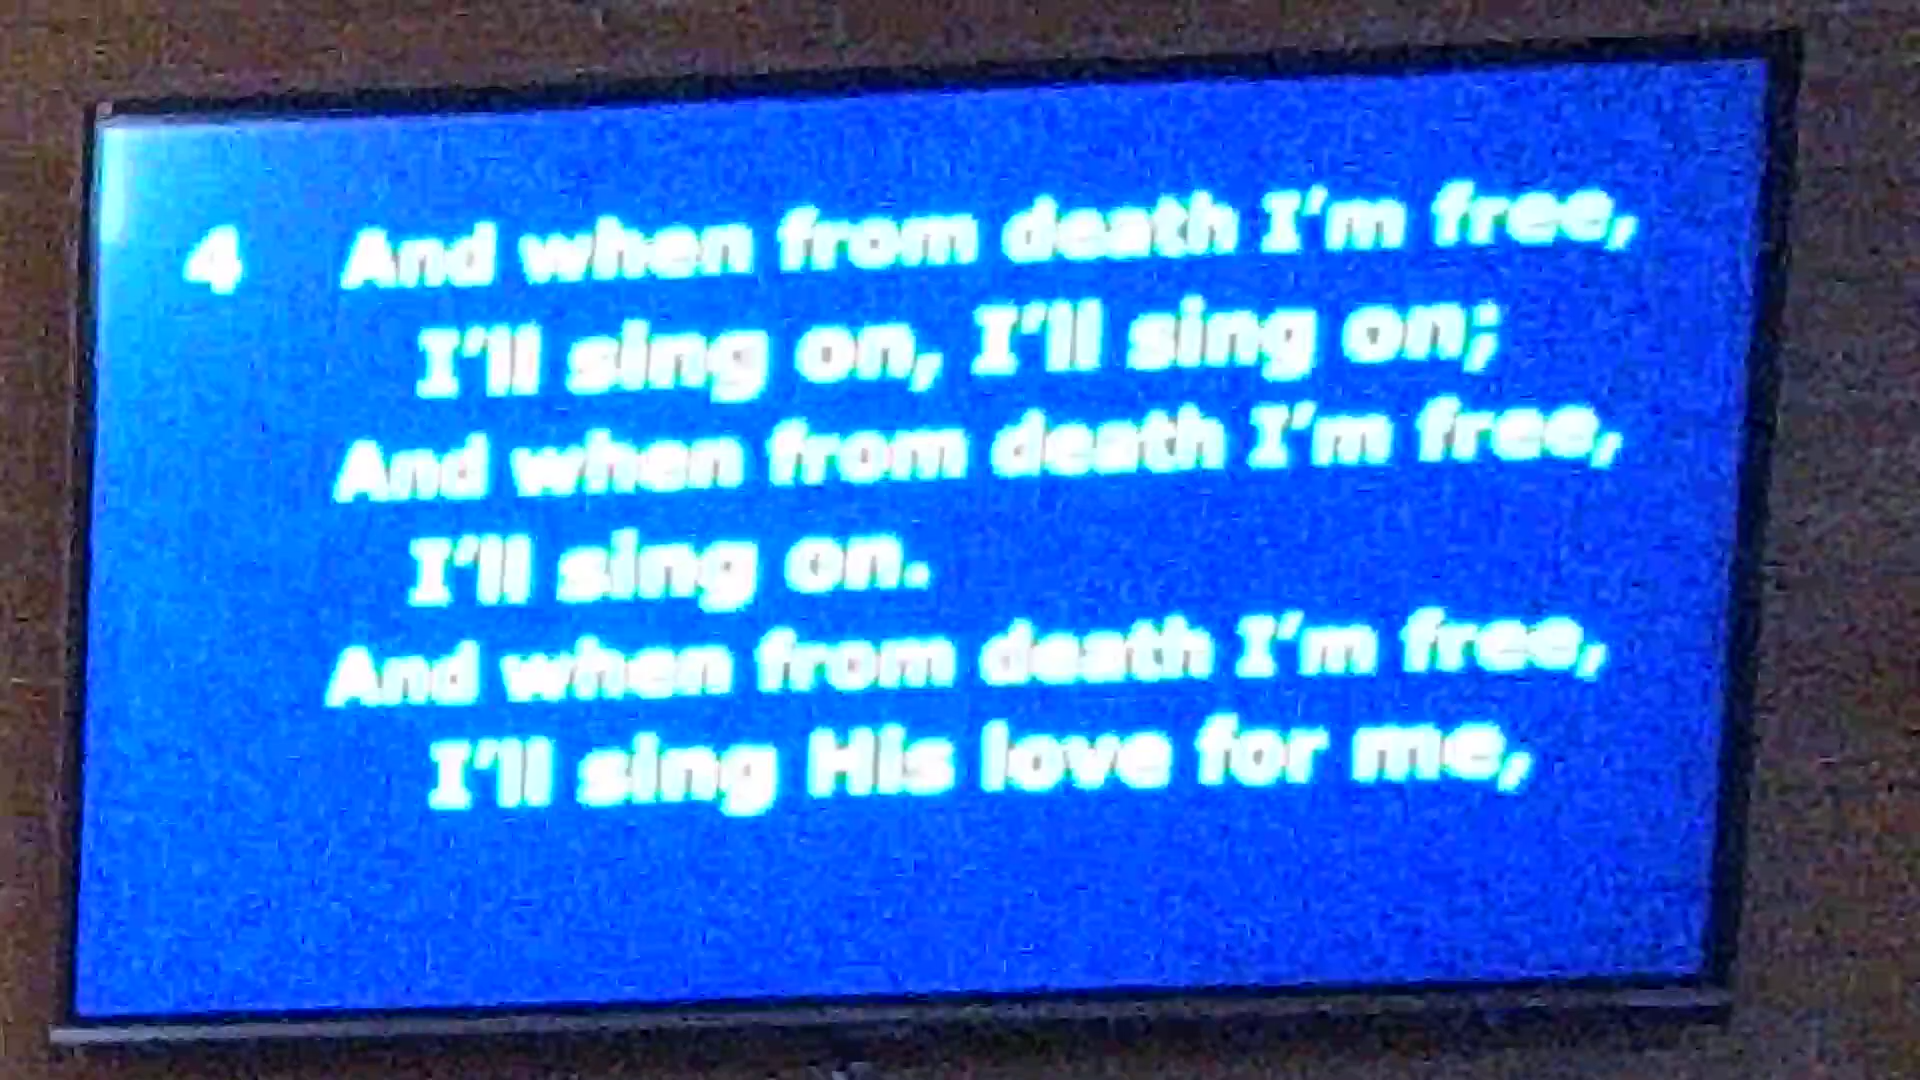 4 And when from death I'm free,
I'll sing on, I'll sing on;
And when from death I'm free,
I'll sing on.
And when from death I'm free,
I'll sing His love for me,